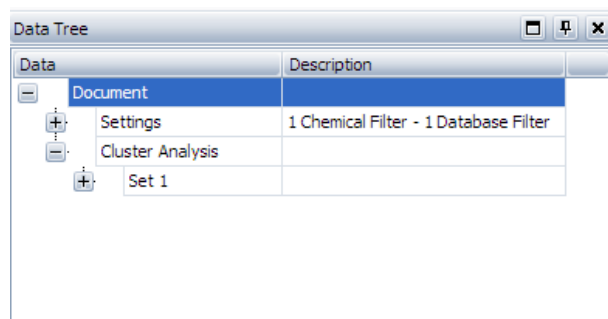 Data Tree
Data Description
Document
Settings 1 Chemical Filter - 1 Database Filter
Cluster Analysis
Set 1